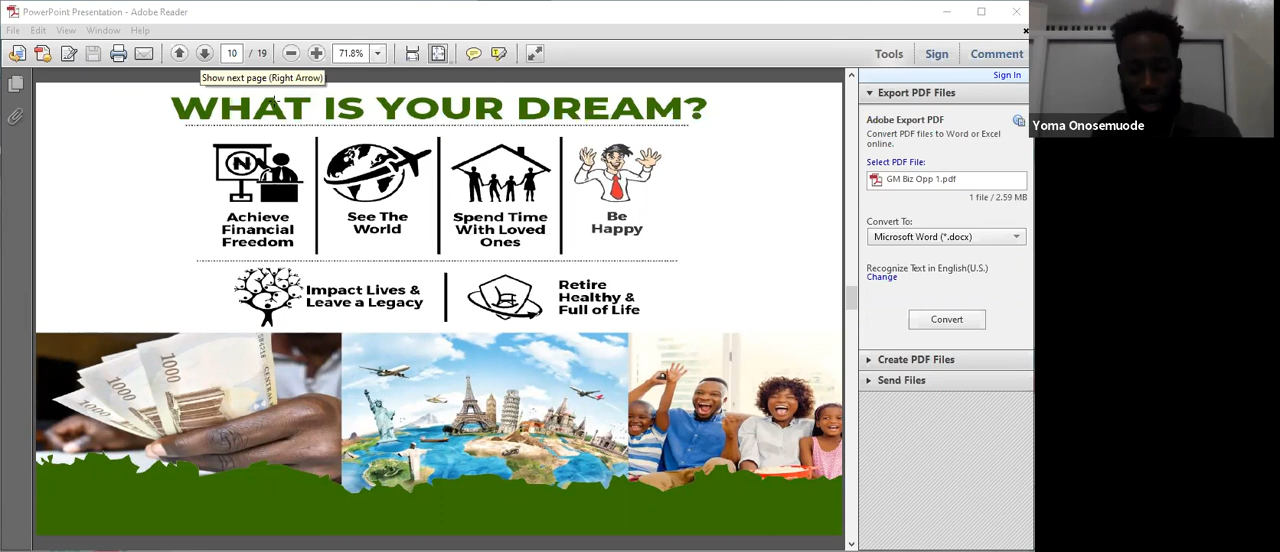 PowerPoint Presentation - Adobe Reader
File Edit View Window Help
10 / 19
71.8%
Tools Sign Comment
Show next page (Right Arrow)
Sign In
WHAT IS YOUR DREAM?
N
Achieve
Financial
Freedom
See The
World
Spend Time
With Loved
Ones
Be
Happy
Impact Lives &
Leave a Legacy
Retire
Healthy &
Full of Life
1000
1000
1000
Export PDF Files
Adobe Export PDF
Convert PDF files to Word or Excel
online.
Select PDF File:
GM Biz Opp 1.pdf
1 file / 2.59 MB
Convert To:
Microsoft Word (*.docx)
Recognize Text in English(U.S.)
Change
Convert
Create PDF Files
Send Files
Yoma Onosemuode